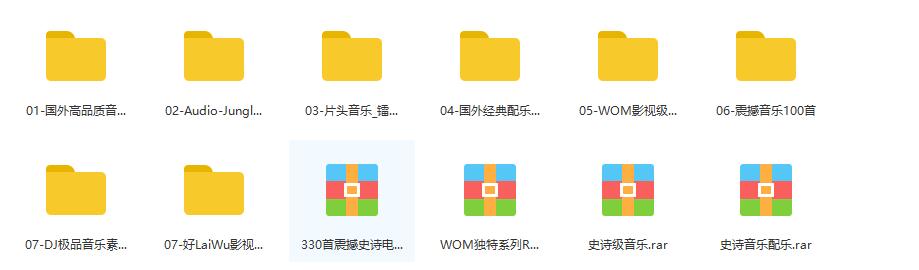 01-国外高品质音...
02-Audio-Jungl...
03-片头音乐_镭...
04-国外经典配乐...
05-WOM影视级...
06-震撼音乐100首
07-DJ极品音乐素...
07-好LaiWu影视...
330首震撼史诗电...
WOM独特系列R...
史诗级音乐.rar
史诗音乐配乐.rar